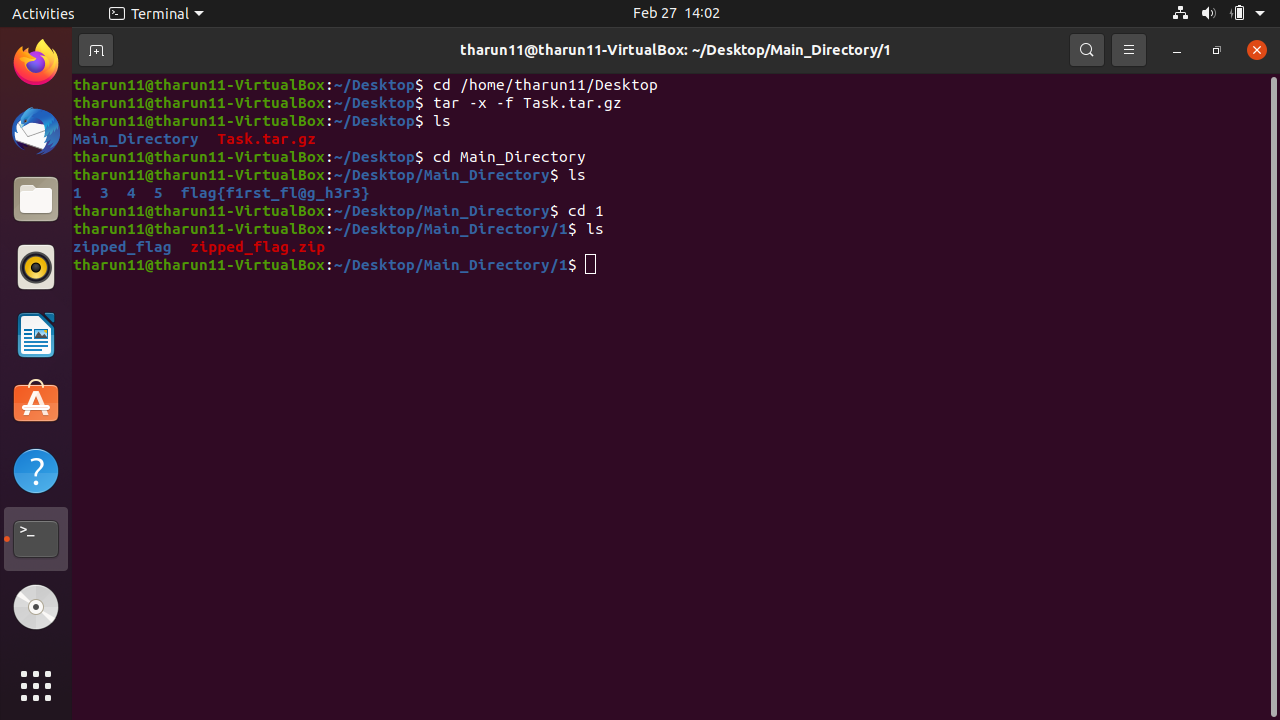 Activities Terminal Feb 27 14:02
tharun11@tharun11-VirtualBox: ~/Desktop/Main_Directory/1
tharun11@tharun11-VirtualBox:~/Desktop$ cd /home/tharun11/Desktop
tharun11@tharun11-VirtualBox:~/Desktop$ tar -x -f Task.tar.gz
tharun11@tharun11-VirtualBox:~/Desktop$ ls
Main_Directory  Task.tar.gz
tharun11@tharun11-VirtualBox:~/Desktop$ cd Main_Directory
tharun11@tharun11-VirtualBox:~/Desktop/Main_Directory$ ls
1  3  4  5  flag{f1rst_fl@g_h3r3}
tharun11@tharun11-VirtualBox:~/Desktop/Main_Directory$ cd 1
tharun11@tharun11-VirtualBox:~/Desktop/Main_Directory/1$ ls
zipped_flag  zipped_flag.zip
tharun11@tharun11-VirtualBox:~/Desktop/Main_Directory/1$